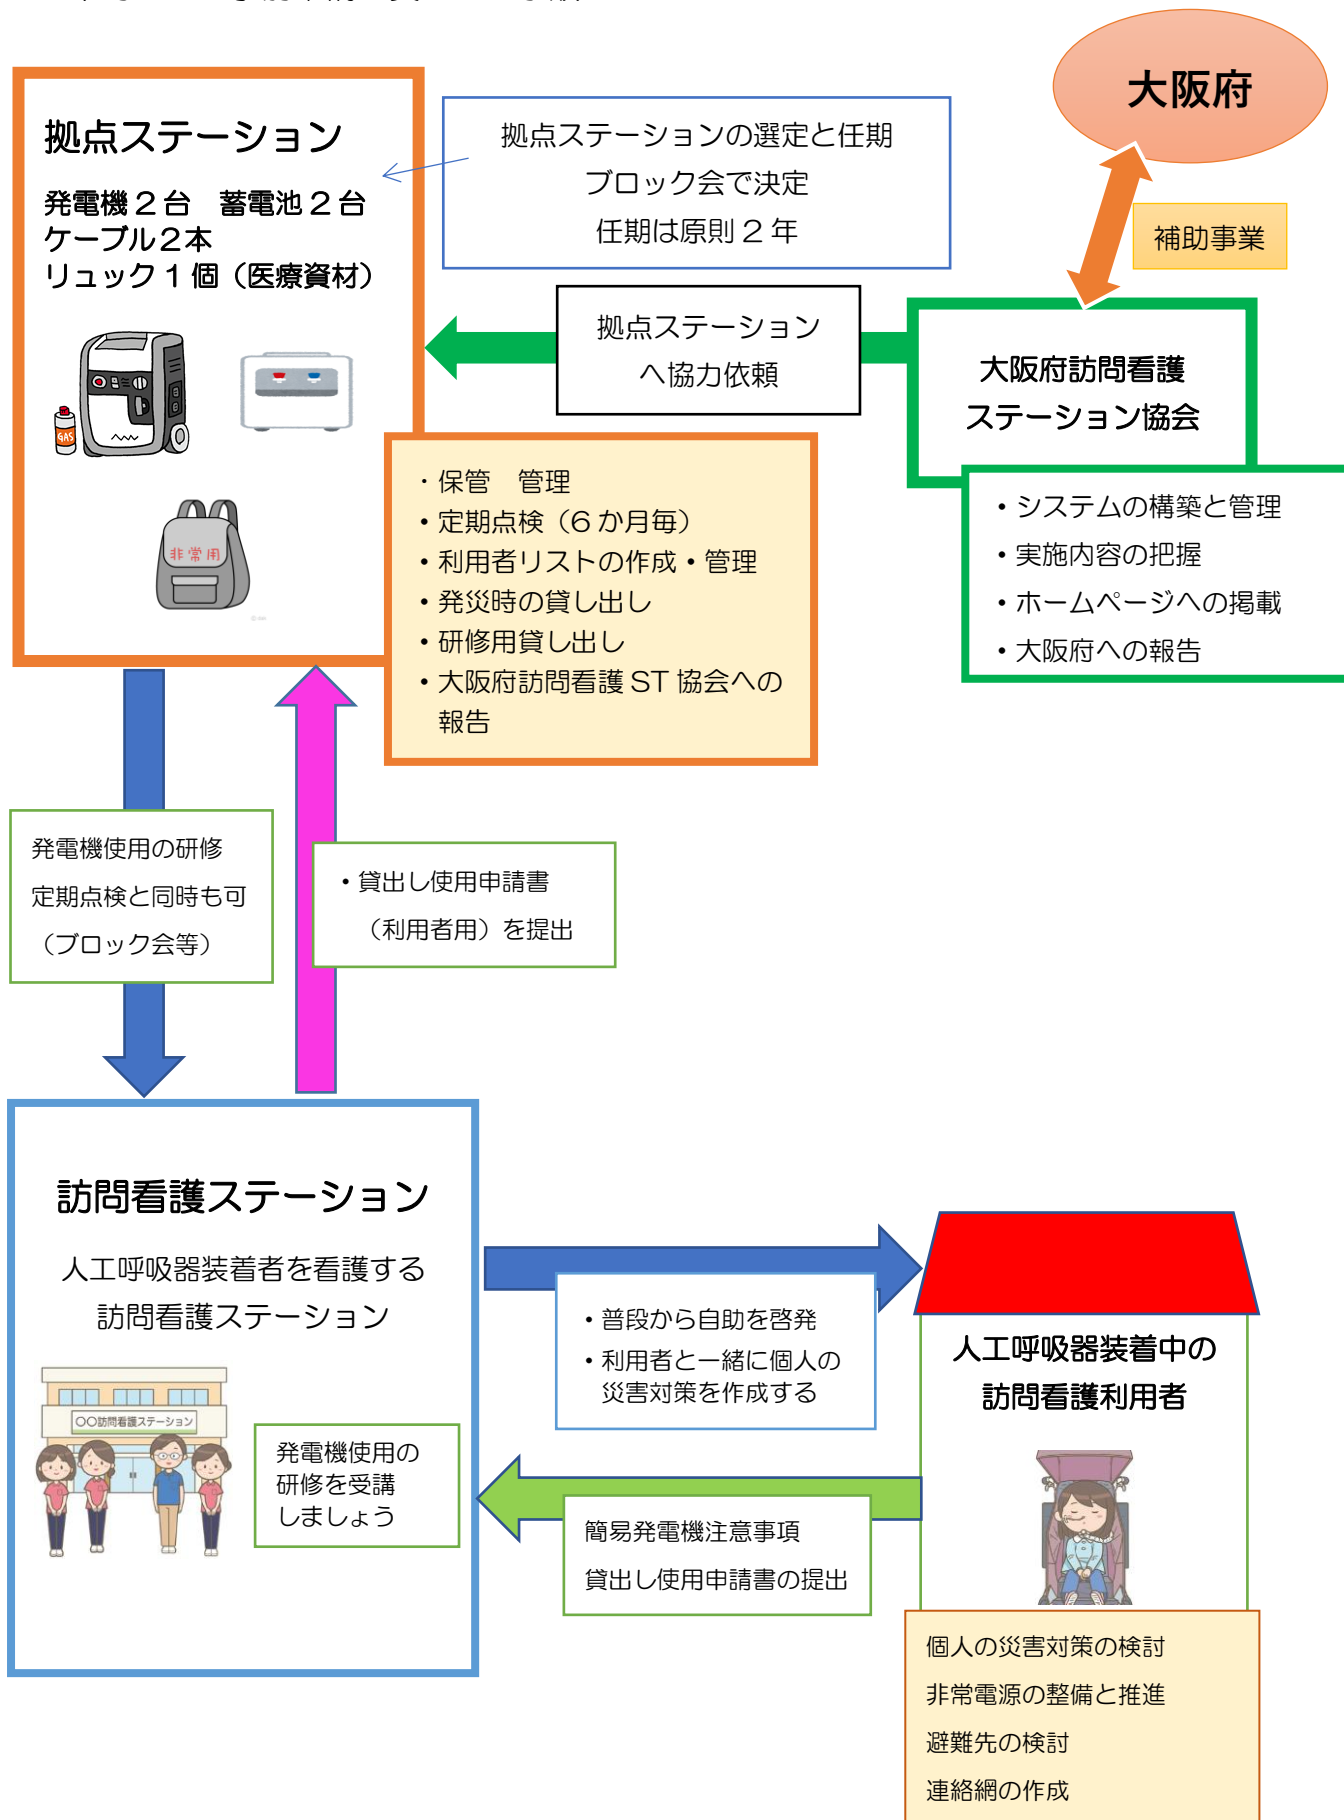 大阪府
補助事業
拠点ステーション
発電機2台　蓄電池2台
ケーブル2本
リュック1個（医療資材）
GAS
非常用
拠点ステーションの選定と任期
ブロック会で決定
任期は原則2年
拠点ステーション
へ協力依頼
大阪府訪問看護
ステーション協会
・システムの構築と管理
・実施内容の把握
・ホームページへの掲載
・大阪府への報告
・保管　管理
・定期点検（6か月毎）
・利用者リストの作成・管理
・発災時の貸し出し
・研修用貸し出し
・大阪府訪問看護ST協会への
報告
発電機使用の研修
定期点検と同時も可
（ブロック会等）
・貸出し使用申請書
（利用者用）を提出
訪問看護ステーション
人工呼吸器装着者を看護する
訪問看護ステーション
〇〇訪問看護ステーション
発電機使用の
研修を受講
しましょう
・普段から自助を啓発
・利用者と一緒に個人の
災害対策を作成する
簡易発電機注意事項
貸出し使用申請書の提出
人工呼吸器装着中の
訪問看護利用者
個人の災害対策の検討
非常電源の整備と推進
避難先の検討
連絡網の作成